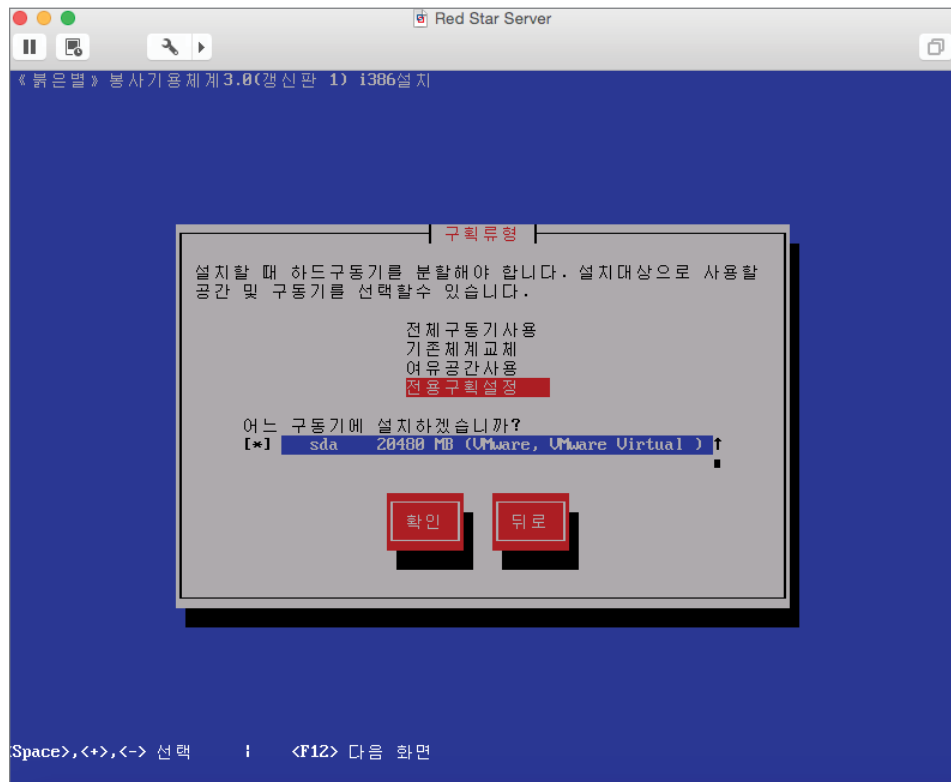 Red Star Server
《붉은별》봉사기용체계3.0(갱신판 1) i386설치
구획류형
설치할 때 하드구동기를 분할해야 합니다. 설치대상으로 사용할
공간 및 구동기를 선택할수 있습니다.
전체구동기사용
기존체계교체
여유공간사용
전용구획설정
어느 구동기에 설치하겠습니까?
[*] sda 20480 MB (VMware, VMware Virtual ) ↑
확인 뒤로
Space>,<+>,<-> 선택 | <F12> 다음 화면